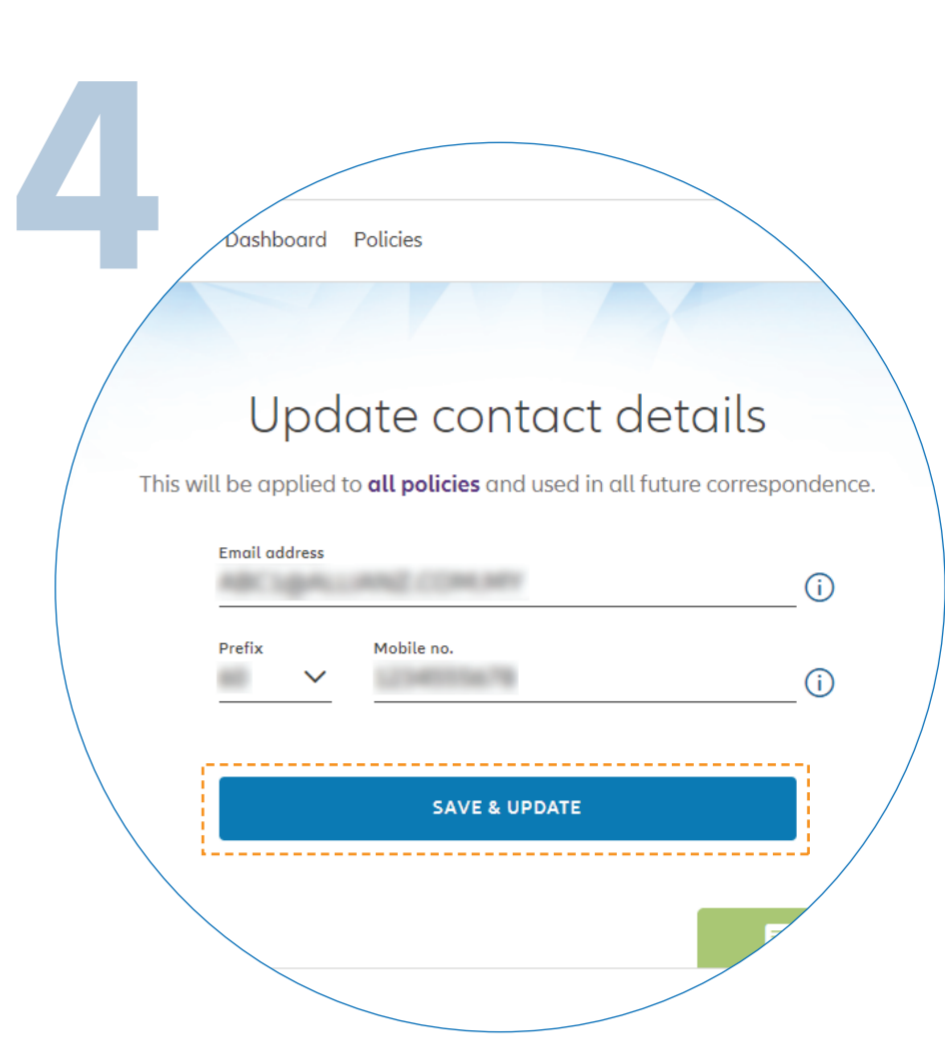 4
Dashboard Policies
Update contact details
This will be applied to all policies and used in all future correspondence.
Email address
Prefix Mobile no.
SAVE & UPDATE